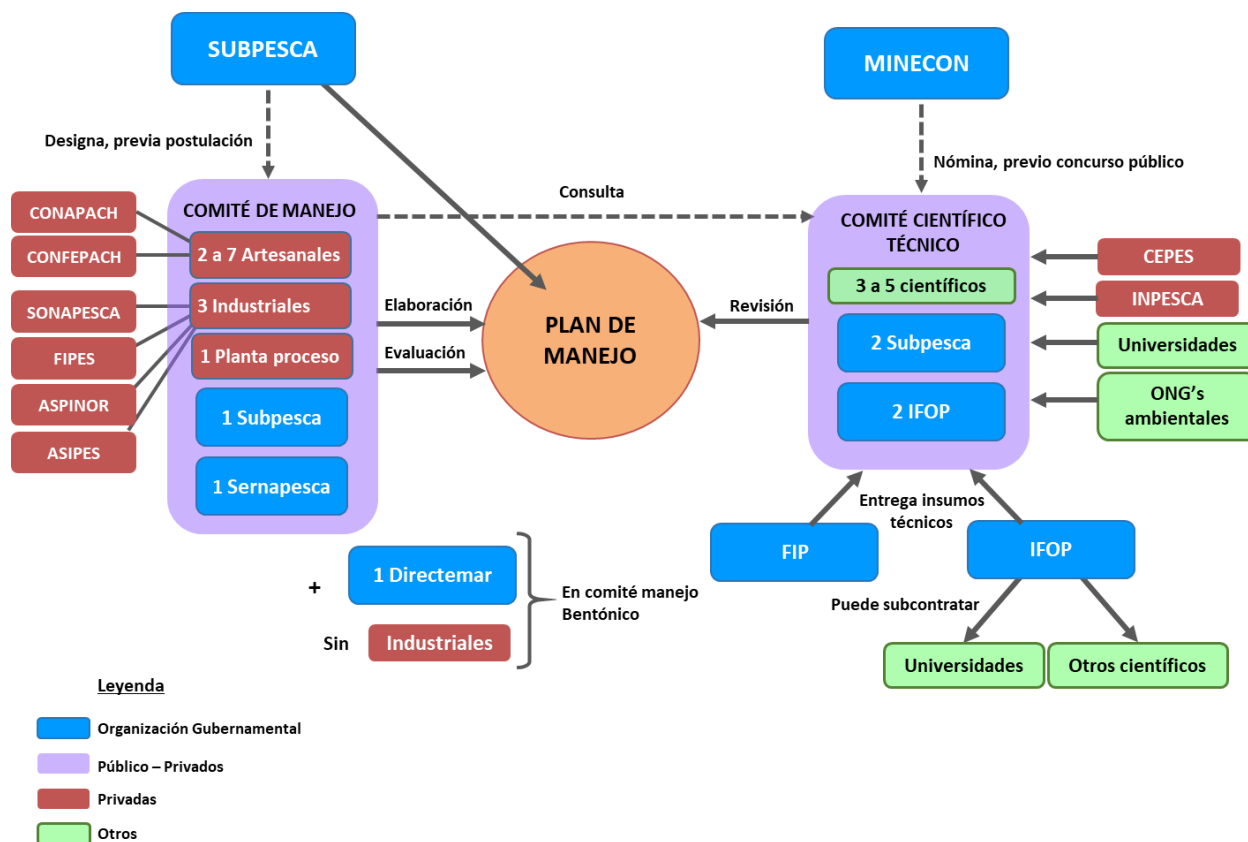 SUBPESCA
MINECON
Designa, previa postulación
Nómina, previo concurso público
CONAPACH
CONFEPACH
SONAPESCA
FIPES
ASPINOR
ASIPES
COMITÉ DE MANEJO
2 a 7 Artesanales
3 Industriales
1 Planta proceso
1 Subpesca
1 Sernapesca
Consulta
Elaboración
Evaluación
PLAN DE
MANEJO
Revisión
COMITÉ CIENTÍFICO
TÉCNICO
3 a 5 científicos
2 Subpesca
2 IFOP
CEPES
INPESCA
Universidades
ONG's
ambientales
Entrega insumos
técnicos
FIP
IFOP
Puede subcontratar
Universidades
Otros científicos
+
1 Directemar
Sin
Industriales
En comité manejo
Bentónico
Leyenda
Organización Gubernamental
Público – Privados
Privadas
Otros